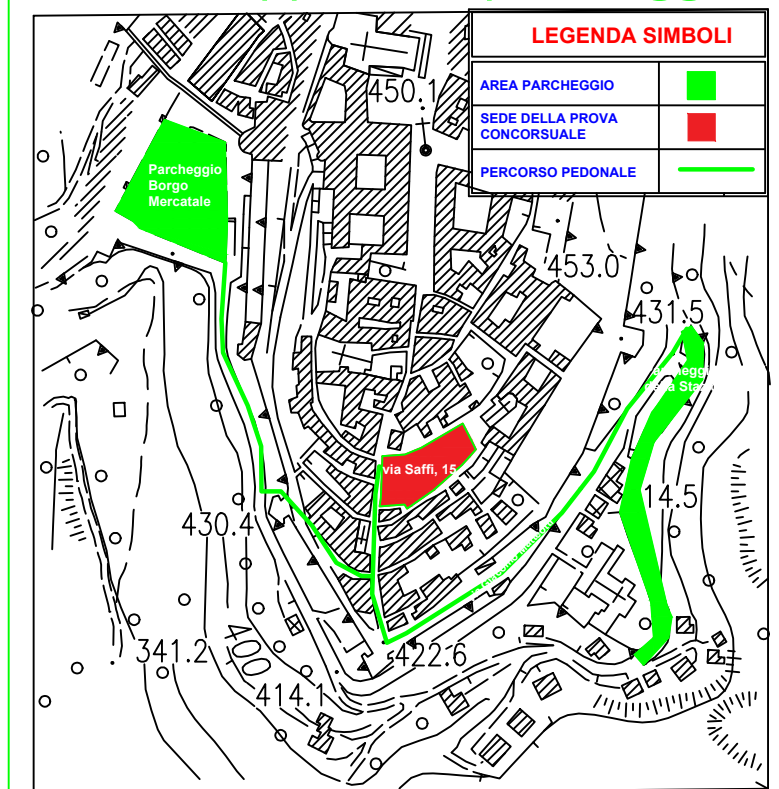 LEGENDA SIMBOLI
AREA PARCHEGGIO
SEDE DELLA PROVA
CONCORSUALE
PERCORSO PEDONALE
450.1
Parcheggio
Borgo
Mercatale
453.0
431.5
via Saffi, 15
14.5
430.4
341.2
400
422.6
414.1